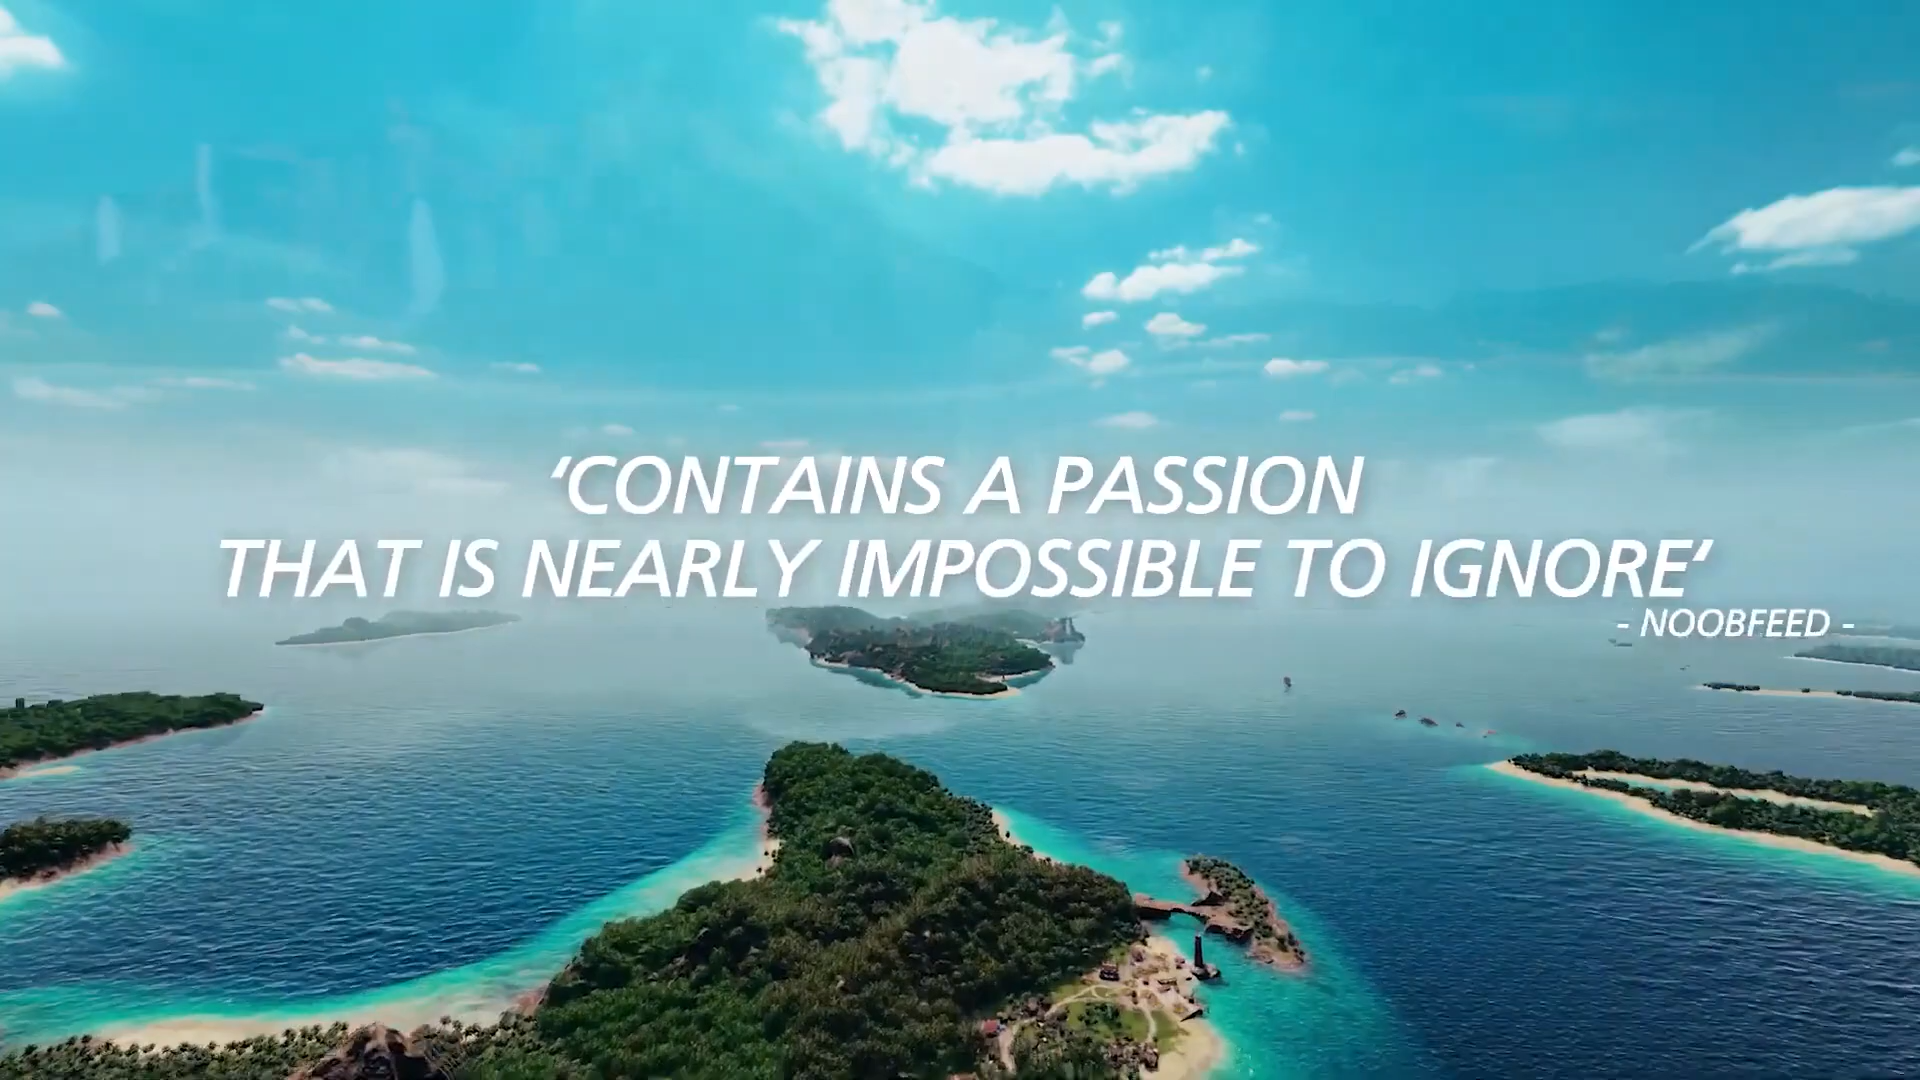 ‘CONTAINS A PASSION
THAT IS NEARLY IMPOSSIBLE TO IGNORE’
- NOOBFEED -